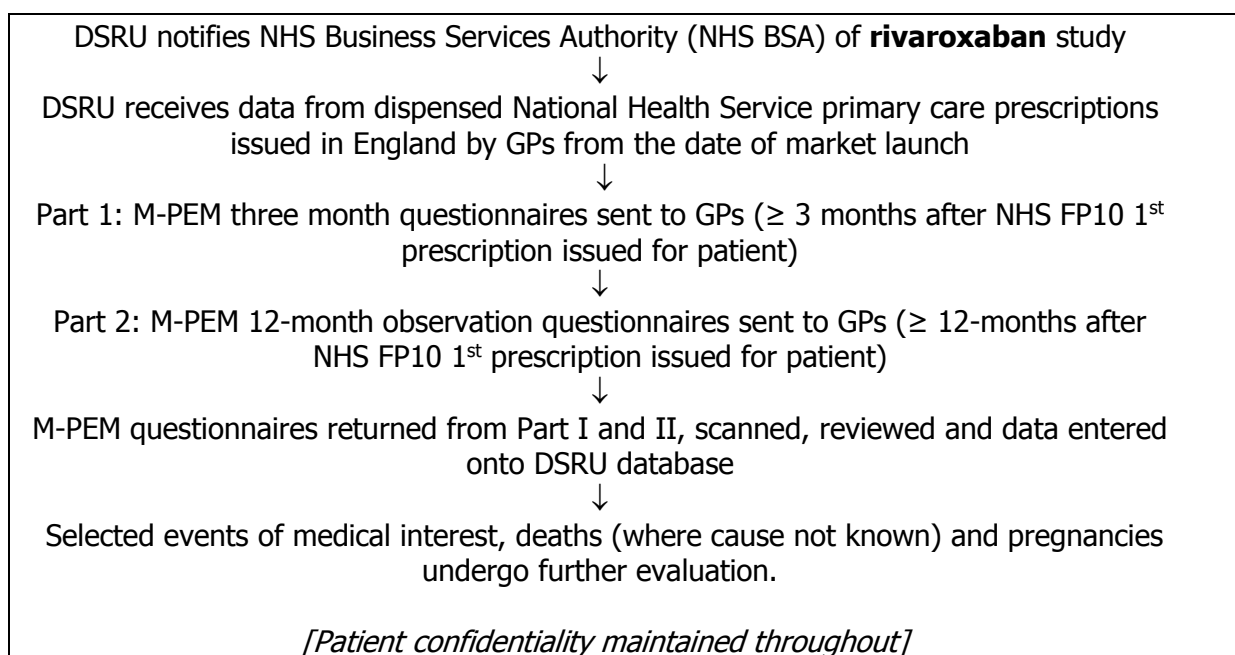 DSRU notifies NHS Business Services Authority (NHS BSA) of rivaroxaban study
↓
DSRU receives data from dispensed National Health Service primary care prescriptions
issued in England by GPs from the date of market launch
↓
Part 1: M-PEM three month questionnaires sent to GPs (≥ 3 months after NHS FP10 1st
prescription issued for patient)
↓
Part 2: M-PEM 12-month observation questionnaires sent to GPs (≥ 12-months after
NHS FP10 1st prescription issued for patient)
↓
M-PEM questionnaires returned from Part I and II, scanned, reviewed and data entered
onto DSRU database
↓
Selected events of medical interest, deaths (where cause not known) and pregnancies
undergo further evaluation.
[Patient confidentiality maintained throughout]